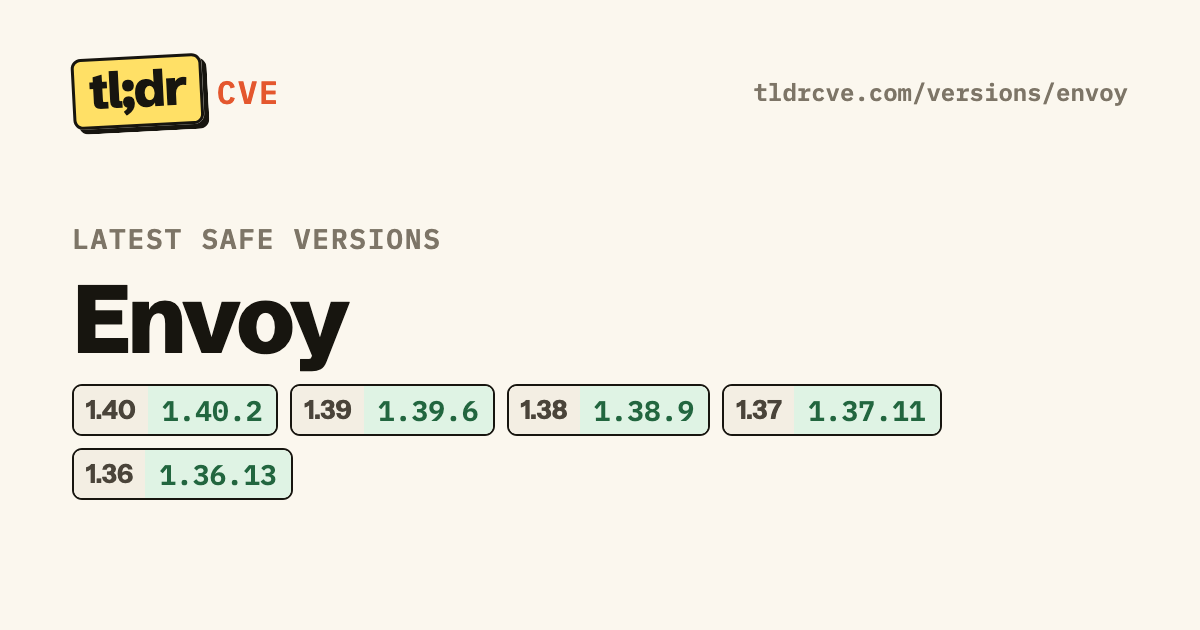 tl;dr CVE tldrcve.com/versions/envoy
LATEST SAFE VERSIONS
Envoy
1.40 1.40.2 1.39 1.39.6 1.38 1.38.9 1.37 1.37.11
1.36 1.36.13